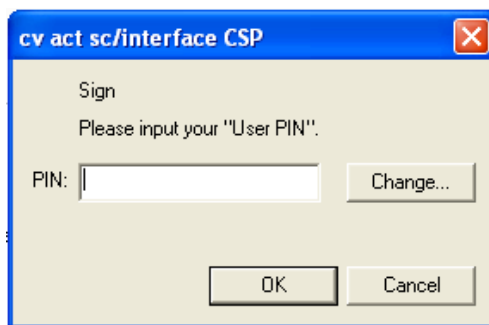 cv act sc/interface CSP
Sign
Please input your "User PIN".
PIN:
Change...
OK
Cancel